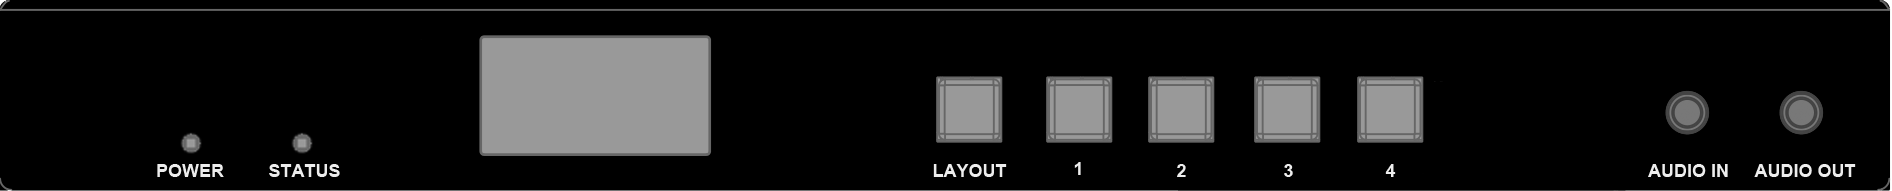 POWER STATUS LAYOUT 1 2 3 4 AUDIO IN AUDIO OUT